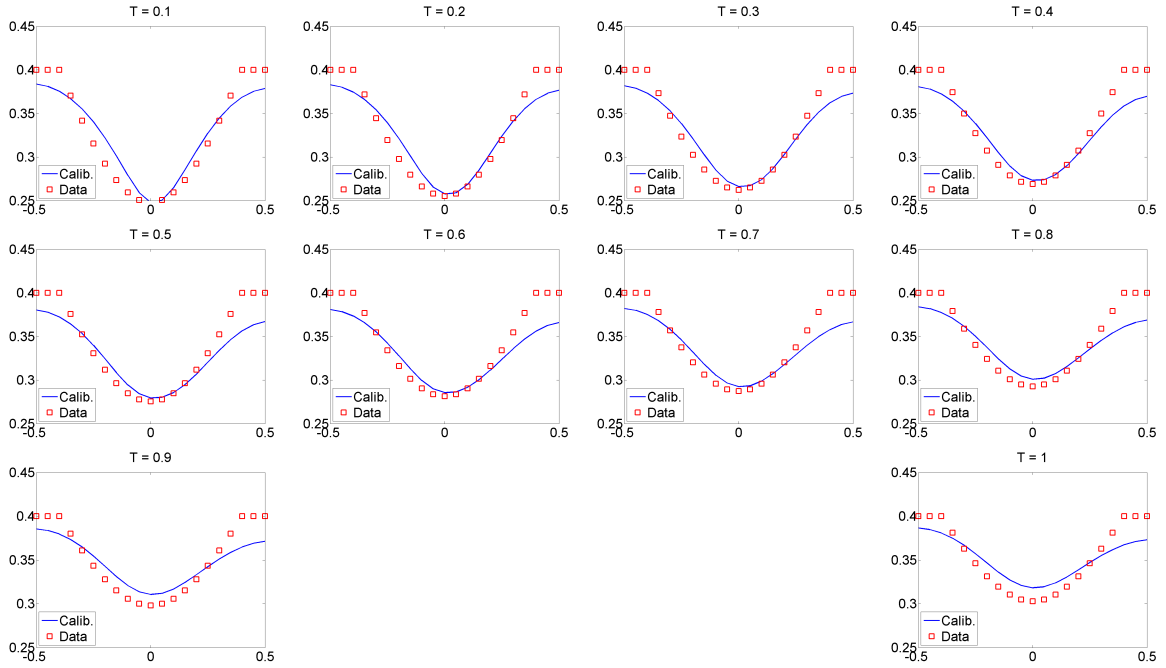 T = 0.1
0.45
0.4
0.35
0.3
0.25
-0.5
0
0.5
Calib.
Data
T = 0.2
0.45
0.4
0.35
0.3
0.25
-0.5
0
0.5
Calib.
Data
T = 0.3
0.45
0.4
0.35
0.3
0.25
-0.5
0
0.5
Calib.
Data
T = 0.4
0.45
0.4
0.35
0.3
0.25
-0.5
0
0.5
Calib.
Data
T = 0.5
0.45
0.4
0.35
0.3
0.25
-0.5
0
0.5
Calib.
Data
T = 0.6
0.45
0.4
0.35
0.3
0.25
-0.5
0
0.5
Calib.
Data
T = 0.7
0.45
0.4
0.35
0.3
0.25
-0.5
0
0.5
Calib.
Data
T = 0.8
0.45
0.4
0.35
0.3
0.25
-0.5
0
0.5
Calib.
Data
T = 0.9
0.45
0.4
0.35
0.3
0.25
-0.5
0
0.5
Calib.
Data
T = 1
0.45
0.4
0.35
0.3
0.25
-0.5
0
0.5
Calib.
Data